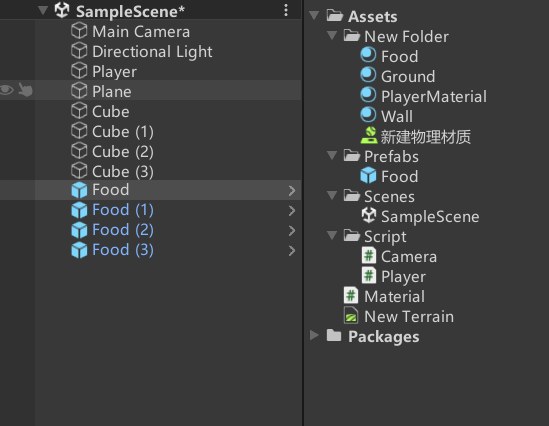 SampleScene*
Main Camera
Directional Light
Player
Plane
Cube
Cube (1)
Cube (2)
Cube (3)
Food
Food (1)
Food (2)
Food (3)
Assets
New Folder
Food
Ground
PlayerMaterial
Wall
新建物理材质
Prefabs
Food
Scenes
SampleScene
Script
Camera
Player
Material
New Terrain
Packages